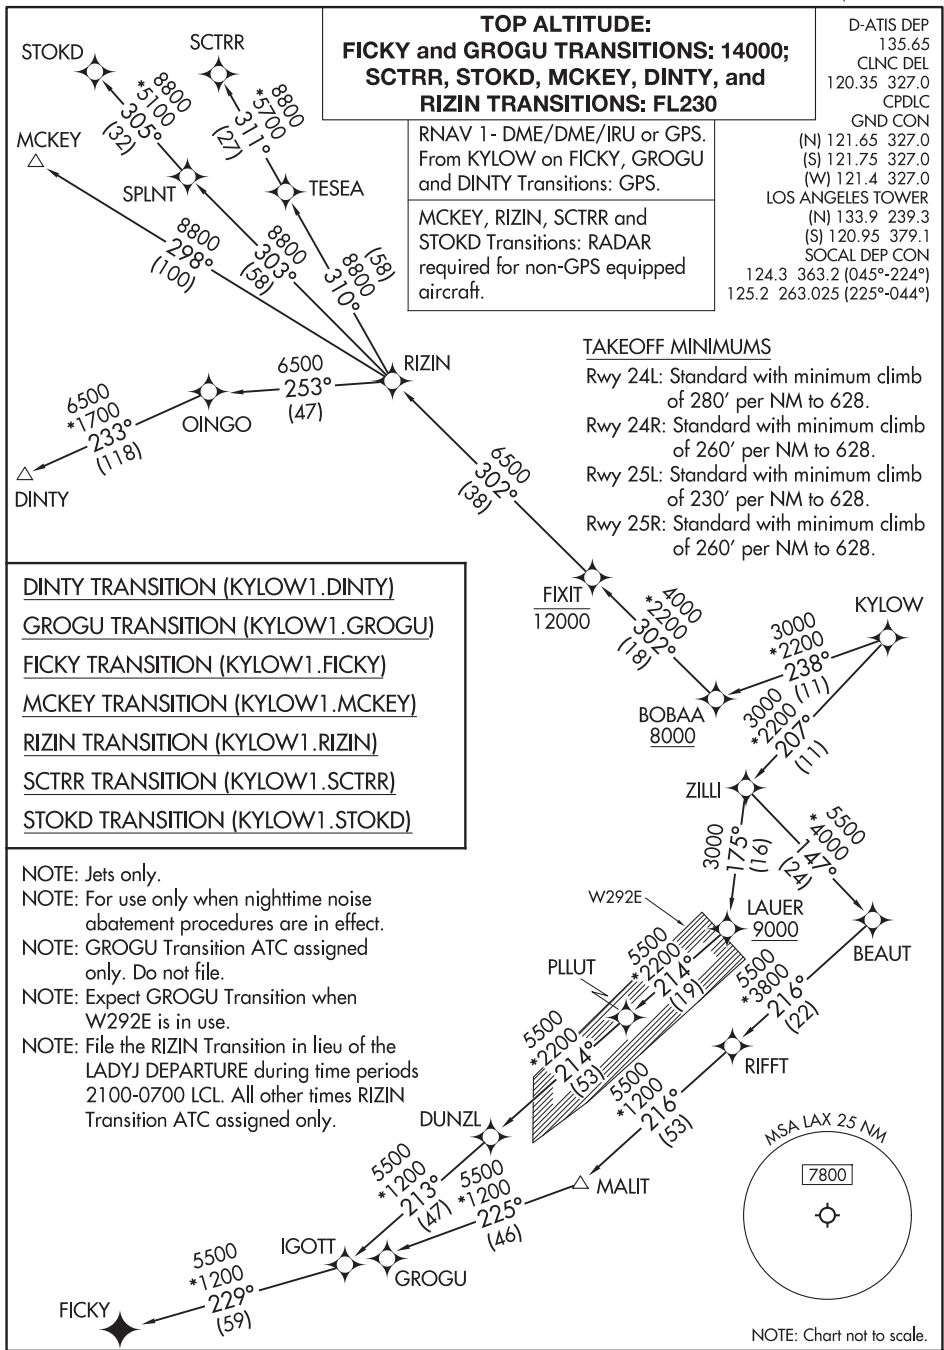 TOP ALTITUDE:
FICKY and GROGU TRANSITIONS: 14000;
SCTRR, STOKD, MCKEY, DINTY, and
RIZIN TRANSITIONS: FL230
D-ATIS DEP
135.65
CLNC DEL
120.35 327.0
CPDLC
GND CON
(N) 121.65 327.0
(S) 121.75 327.0
(W) 121.4 327.0
LOS ANGELES TOWER
(N) 133.9 239.3
(S) 120.95 379.1
SOCAL DEP CON
124.3 363.2 (045°-224°)
125.2 263.025 (225°-044°)
RNAV 1- DME/DME/IRU or GPS.
From KYLOW on FICKY, GROGU
and DINTY Transitions: GPS.
MCKEY, RIZIN, SCTRR and
STOKD Transitions: RADAR
required for non-GPS equipped
aircraft.
STOKD
SCTRR
8800
*5100
305°
(32)
8800
*5700
311°
(27)
MCKEY
SPLNT
TESEA
8800
298°
(100)
8800
303°
(58)
8800
310°
(58)
RIZIN
6500
253°
(47)
OINGO
6500
*1700
233°
(118)
DINTY
6500
302°
(38)
TAKEOFF MINIMUMS
Rwy 24L: Standard with minimum climb
of 280' per NM to 628.
Rwy 24R: Standard with minimum climb
of 260' per NM to 628.
Rwy 25L: Standard with minimum climb
of 230' per NM to 628.
Rwy 25R: Standard with minimum climb
of 260' per NM to 628.
FIXIT
12000
4000
*2200
302°
(18)
KYLOW
3000
*2200
238°
(11)
BOBAA
8000
3000
*2200
207°
(11)
ZILLI
DINTY TRANSITION (KYLOW1.DINTY)
GROGU TRANSITION (KYLOW1.GROGU)
FICKY TRANSITION (KYLOW1.FICKY)
MCKEY TRANSITION (KYLOW1.MCKEY)
RIZIN TRANSITION (KYLOW1.RIZIN)
SCTRR TRANSITION (KYLOW1.SCTRR)
STOKD TRANSITION (KYLOW1.STOKD)
3000
175°
(16)
5500
*4000
147°
(24)
W292E
LAUER
9000
BEAUT
NOTE: Jets only.
NOTE: For use only when nighttime noise
abatement procedures are in effect.
NOTE: GROGU Transition ATC assigned
only. Do not file.
NOTE: Expect GROGU Transition when
W292E is in use.
NOTE: File the RIZIN Transition in lieu of the
LADYJ DEPARTURE during time periods
2100-0700 LCL. All other times RIZIN
Transition ATC assigned only.
PLLUT
5500
*2200
214°
(19)
5500
*3800
216°
(22)
RIFFT
5500
*2200
214°
(53)
5500
*1200
216°
(53)
DUNZL
MALIT
5500
*1200
213°
(47)
5500
*1200
225°
(46)
IGOTT
GROGU
5500
*1200
229°
(59)
FICKY
MSA LAX 25 NM
7800
NOTE: Chart not to scale.